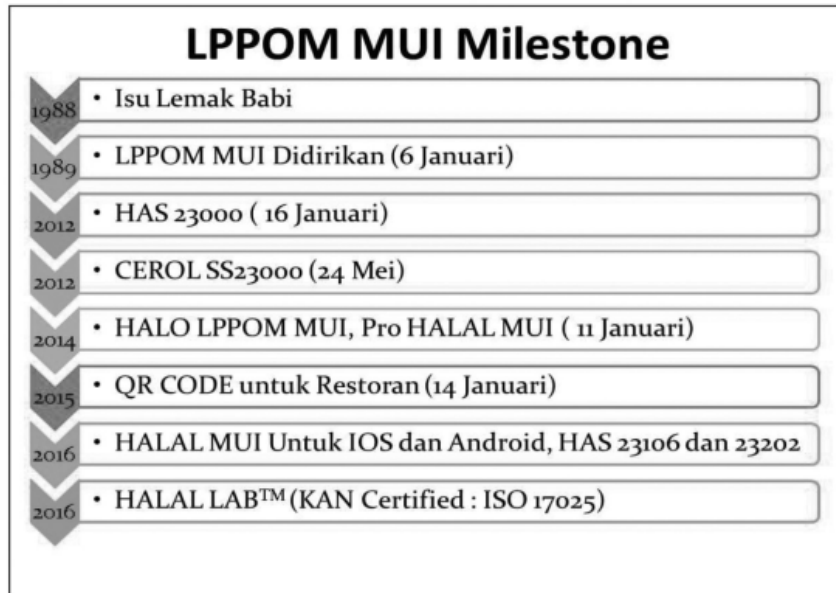 LPPOM MUI Milestone
1988
• Isu Lemak Babi
1989
• LPPOM MUI Didirikan (6 Januari)
2012
• HAS 23000 ( 16 Januari)
2012
• CEROL SS23000 (24 Mei)
2014
• HALO LPPOM MUI, Pro HALAL MUI ( 11 Januari)
2015
• QR CODE untuk Restoran (14 Januari)
2016
• HALAL MUI Untuk IOS dan Android, HAS 23106 dan 23202
2016
• HALAL LAB™ (KAN Certified : ISO 17025)